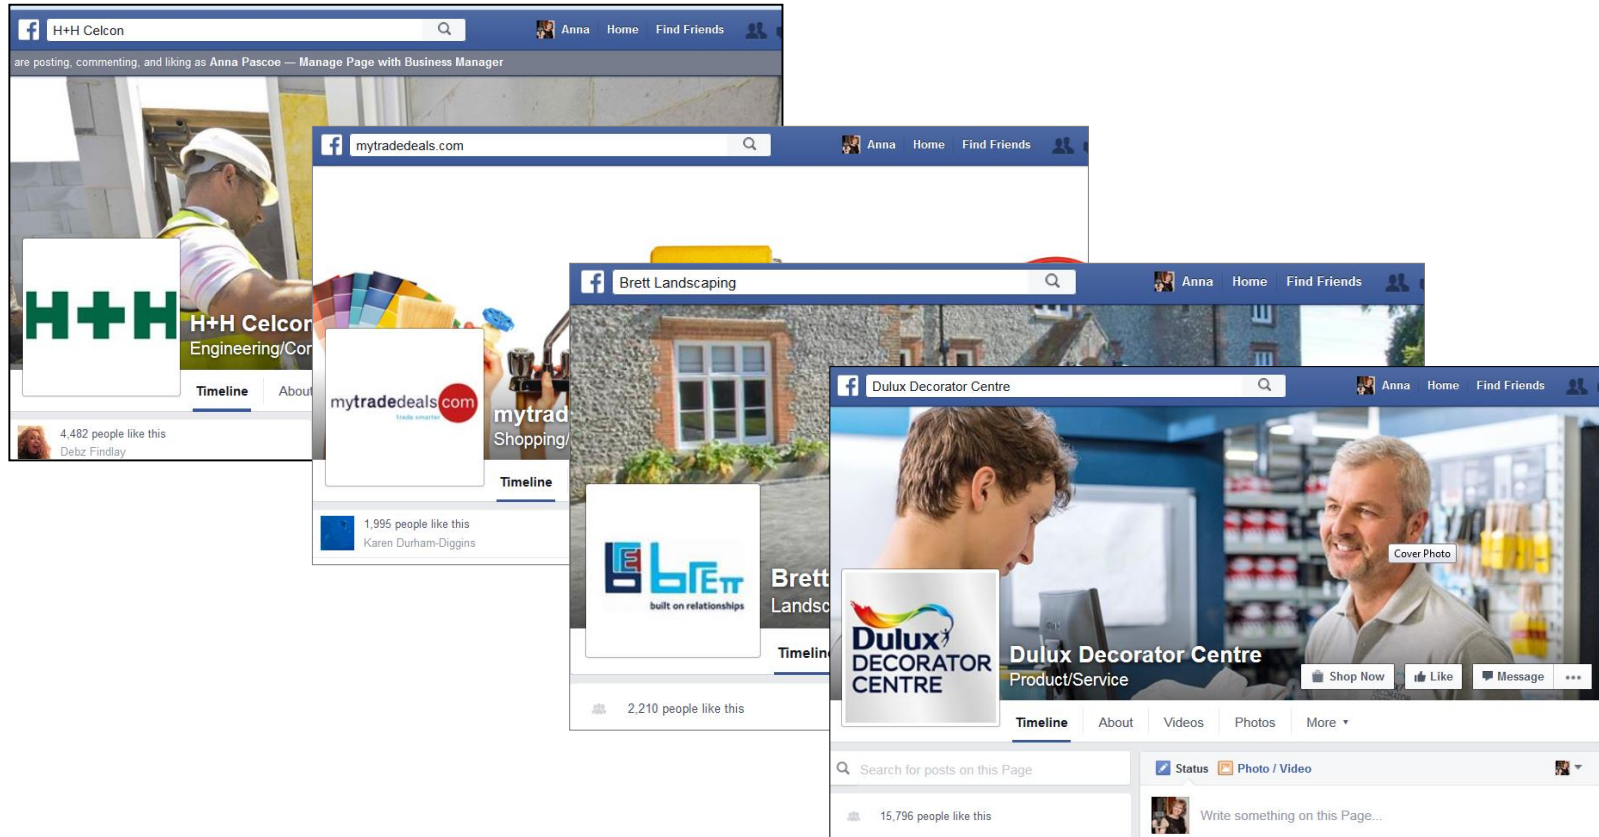 H+H Celcon
Anna Home Find Friends
are posting, commenting, and liking as Anna Pascoe — Manage Page with Business Manager
H+H
H+H Celcon
Engineering/Cor
Timeline About
4,482 people like this
Debz Findlay
mytradedeals.com
Anna Home Find Friends
mytradedeals.com
trade smarter
mytrad
Shopping/
Timeline
1,995 people like this
Karen Durham-Diggins
Brett Landscaping
Anna Home Find Friends
brett
built on relationships
Brett
Landsc
Timeline
2,210 people like this
Dulux Decorator Centre
Anna Home Find Friends
Cover Photo
Dulux
DECORATOR
CENTRE
Dulux Decorator Centre
Product/Service
Shop Now Like Message
Timeline About Videos Photos More
Search for posts on this Page
Status Photo / Video
15,796 people like this
Write something on this Page...